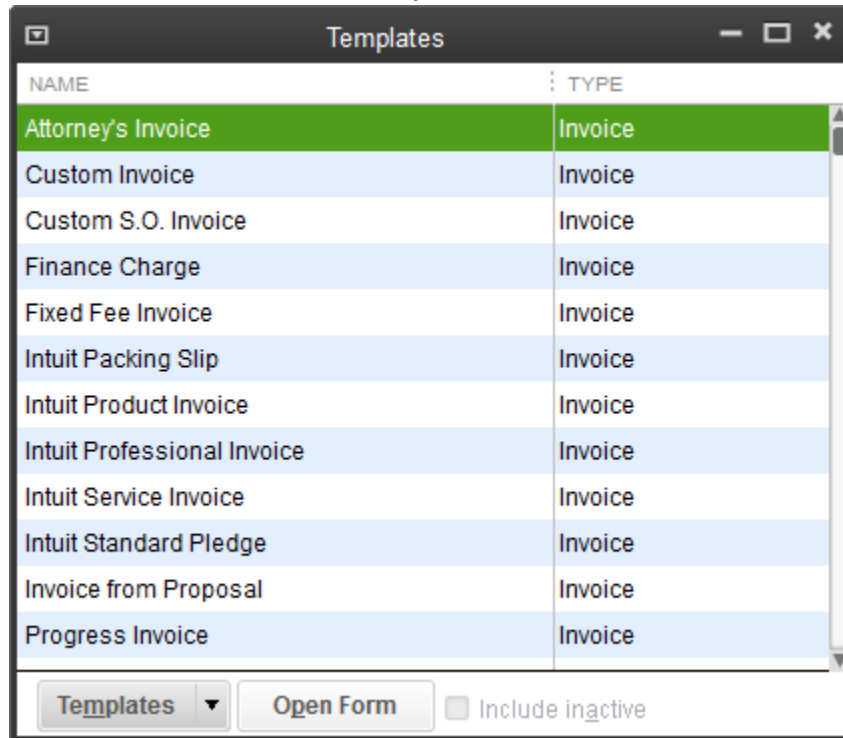 Templates
NAME TYPE
Attorney's Invoice Invoice
Custom Invoice Invoice
Custom S.O. Invoice Invoice
Finance Charge Invoice
Fixed Fee Invoice Invoice
Intuit Packing Slip Invoice
Intuit Product Invoice Invoice
Intuit Professional Invoice Invoice
Intuit Service Invoice Invoice
Intuit Standard Pledge Invoice
Invoice from Proposal Invoice
Progress Invoice Invoice
Templates Open Form Include inactive